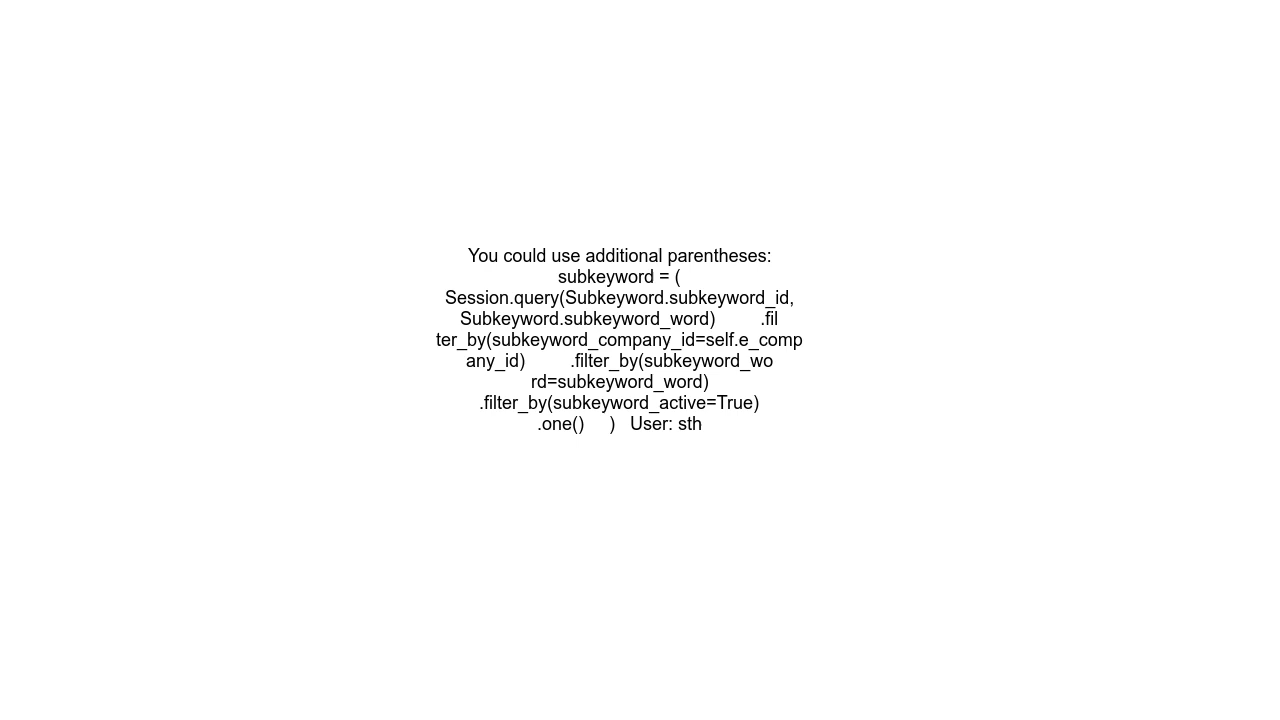 You could use additional parentheses:
subkeyword = (
Session.query(Subkeyword.subkeyword_id,
Subkeyword.subkeyword_word)         .fil
ter_by(subkeyword_company_id=self.e_comp
any_id)         .filter_by(subkeyword_wo
rd=subkeyword_word)
.filter_by(subkeyword_active=True)
.one()     )   User: sth